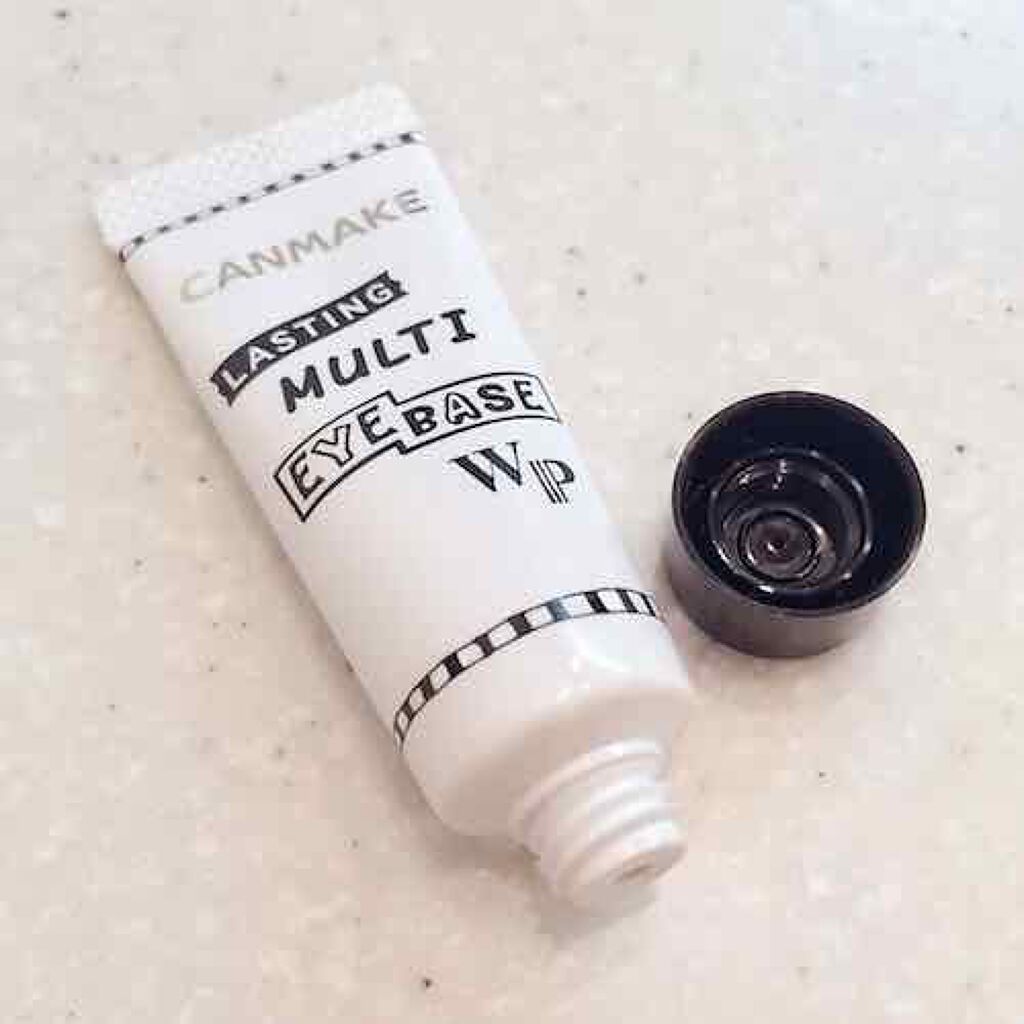 CANMAKE
LASTING
MULTI
EYEBASE
WP